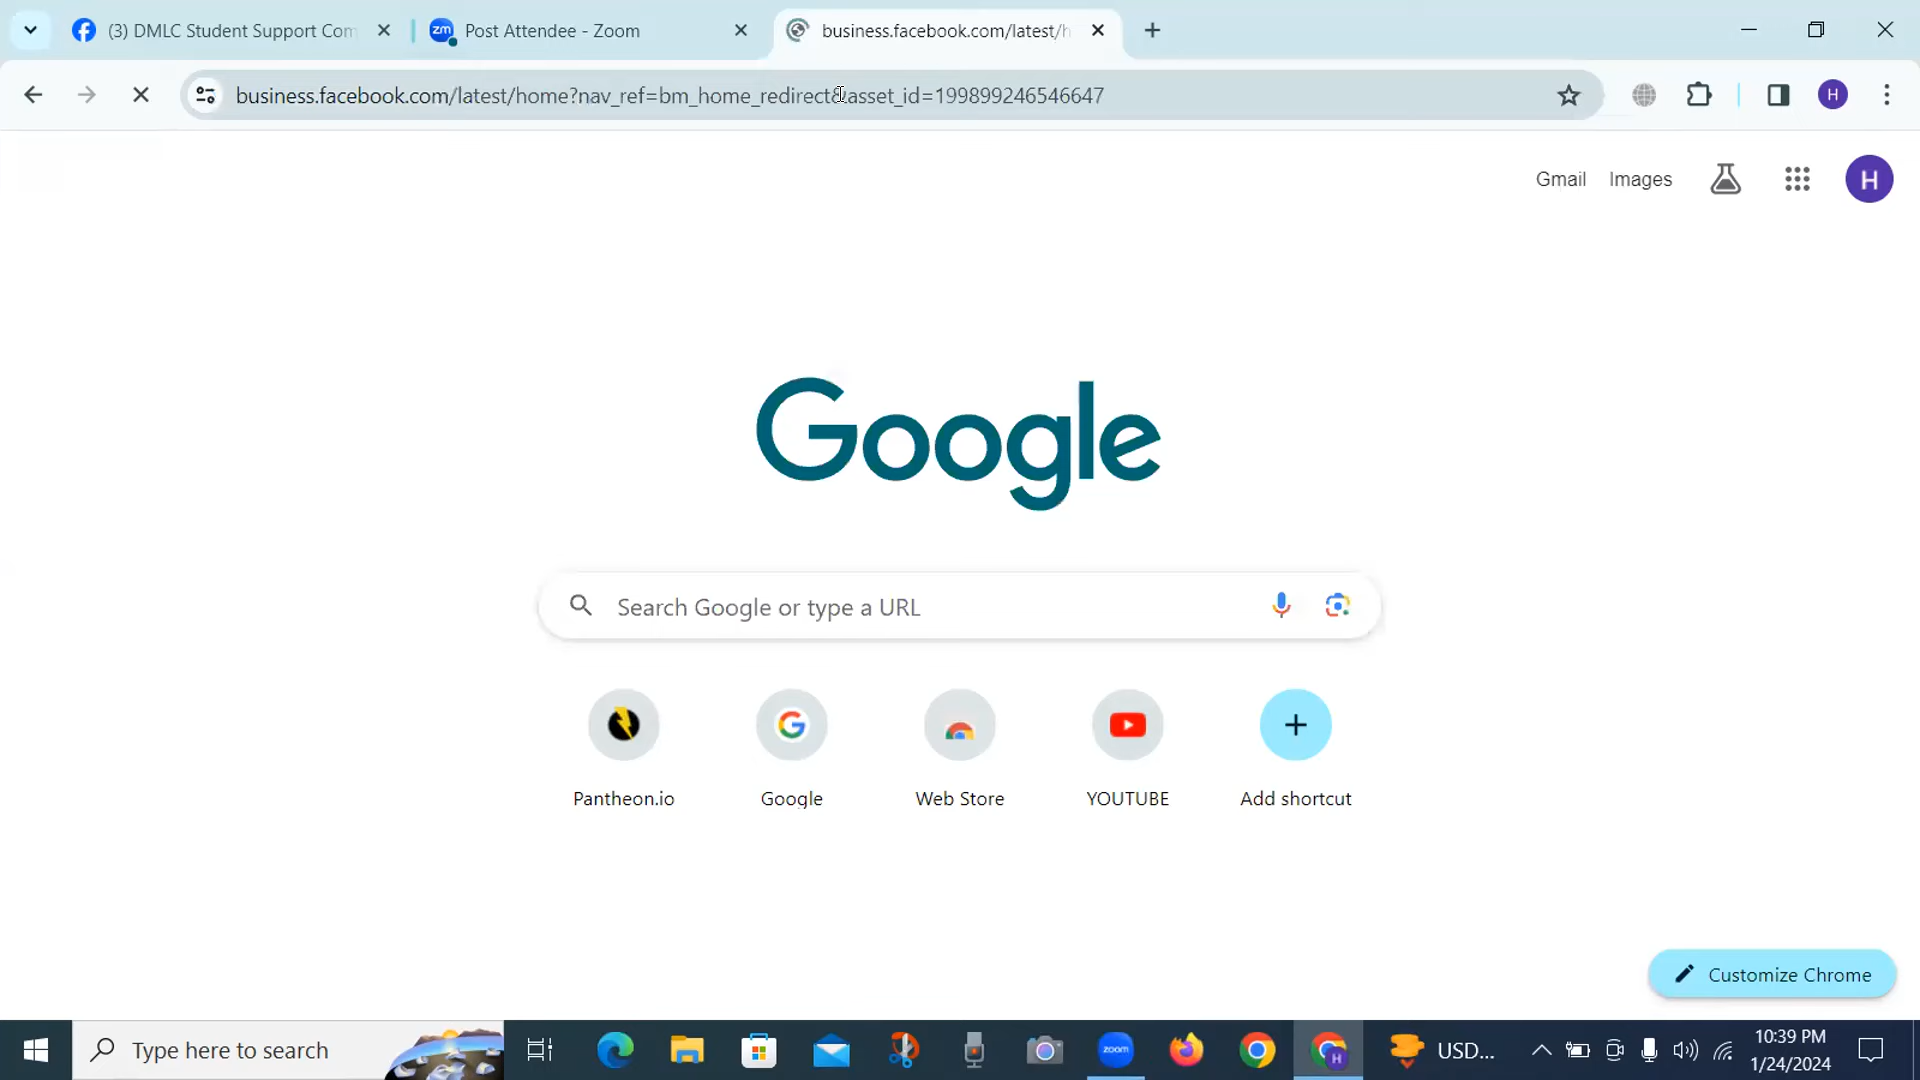 (3) DMLC Student Support Com
Post Attendee - Zoom
business.facebook.com/latest/h
business.facebook.com/latest/home?nav_ref=bm_home_redirect&asset_id=199899246546647
H
Gmail
Images
H
Google
Search Google or type a URL
Pantheon.io
Google
Web Store
YOUTUBE
Add shortcut
Customize Chrome
Type here to search
zoom
H
USD...
10:39 PM
1/24/2024